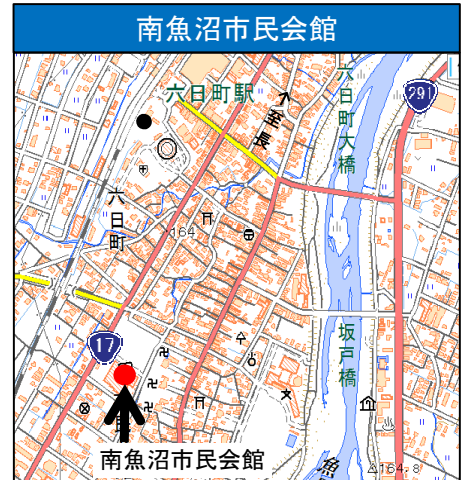 南魚沼市民会館
六日町駅
至長
六日町大橋
291
六日町
164
17
坂戸橋
南魚沼市民会館
魚
164.8